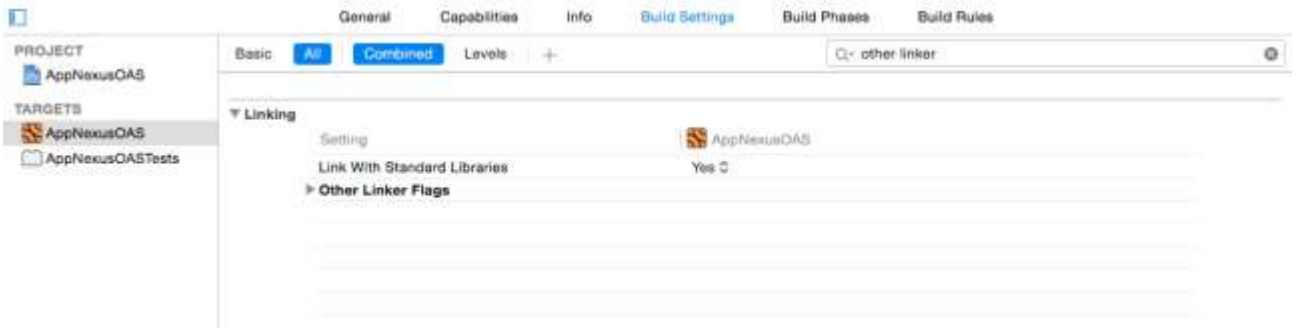 General Capabilities Info Build Settings Build Phases Build Rules
PROJECT
AppNexusOAS
TARGETS
AppNexusOAS
AppNexusOASTests
Basic All Combined Levels + other linker
Linking
Setting AppNexusOAS
Link With Standard Libraries Yes
Other Linker Flags